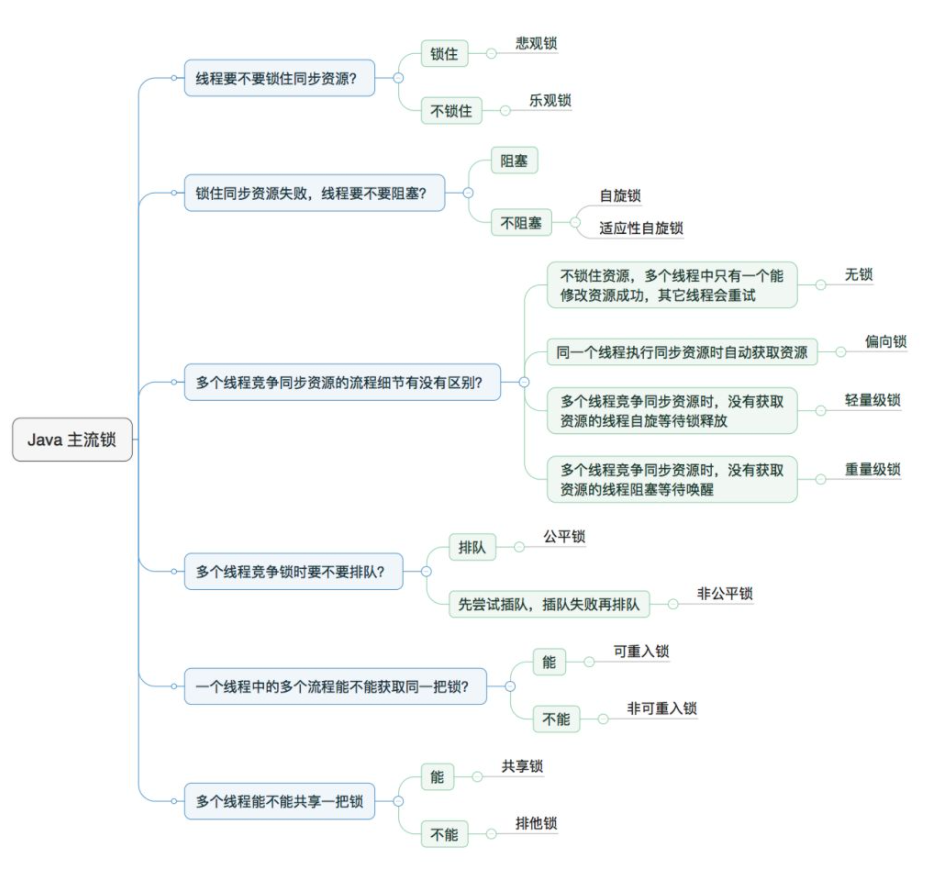 Java 主流锁
线程要不要锁住同步资源？
锁住
悲观锁
不锁住
乐观锁
锁住同步资源失败，线程要不要阻塞？
阻塞
不阻塞
自旋锁
适应性自旋锁
多个线程竞争同步资源的流程细节有没有区别？
不锁住资源，多个线程中只有一个能
修改资源成功，其它线程会重试
无锁
同一个线程执行同步资源时自动获取资源
偏向锁
多个线程竞争同步资源时，没有获取
资源的线程自旋等待锁释放
轻量级锁
多个线程竞争同步资源时，没有获取
资源的线程阻塞等待唤醒
重量级锁
多个线程竞争锁时要不要排队？
排队
公平锁
先尝试插队，插队失败再排队
非公平锁
一个线程中的多个流程能不能获取同一把锁？
能
可重入锁
不能
非可重入锁
多个线程能不能共享一把锁
能
共享锁
不能
排他锁